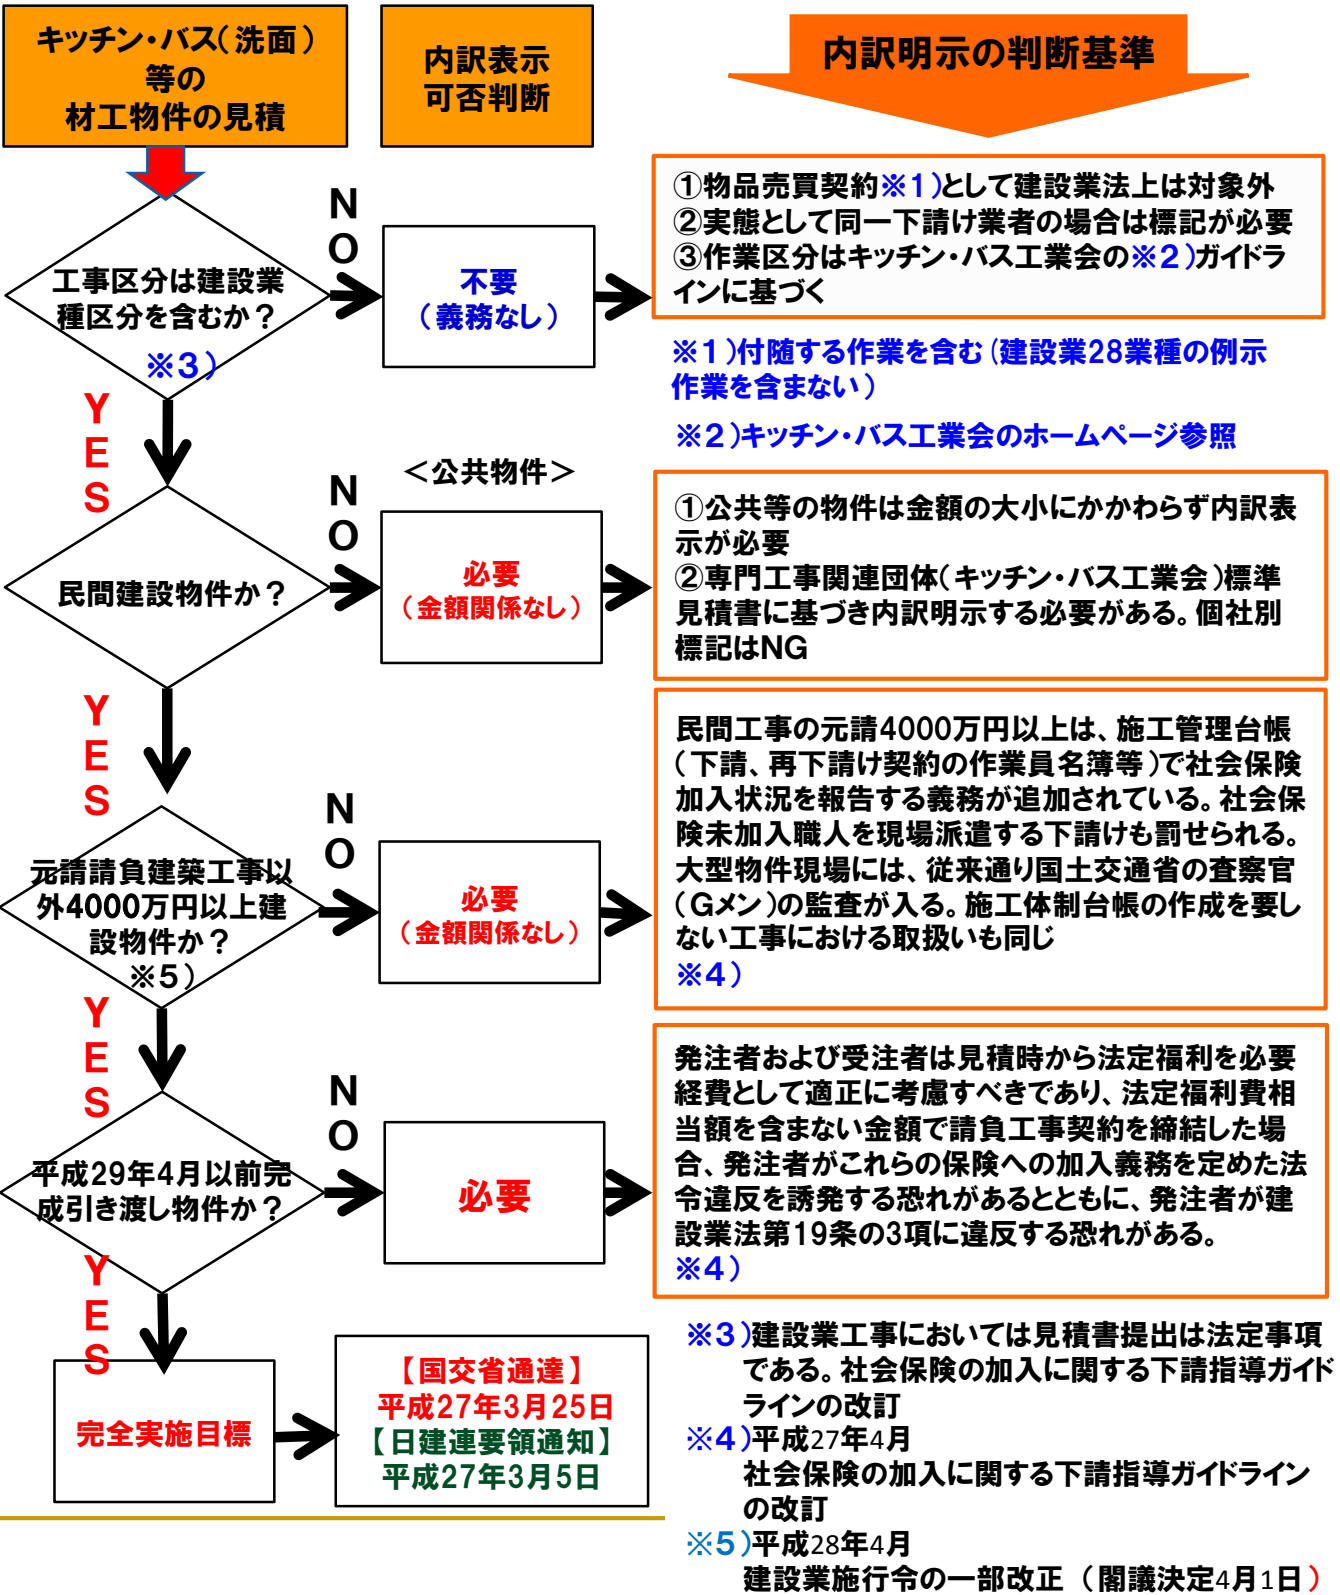 キッチン・バス（洗面）
等の
材工物件の見積
内訳表示
可否判断
内訳明示の判断基準
工事区分は建設業
種区分を含むか？
※３）
NO
不要
（義務なし）
①物品売買契約※１）として建設業法上は対象外
②実態として同一下請け業者の場合は標記が必要
③作業区分はキッチン・バス工業会の※２）ガイドラ
インに基づく
※１）付随する作業を含む（建設業28業種の例示
作業を含まない）
※２）キッチン・バス工業会のホームページ参照
YES
民間建設物件か？
NO
＜公共物件＞
必要
（金額関係なし）
①公共等の物件は金額の大小にかかわらず内訳表
示が必要
②専門工事関連団体（キッチン・バス工業会）標準
見積書に基づき内訳明示する必要がある。個社別
標記はNG
YES
元請請負建築工事以
外4000万円以上建
設物件か？
※５）
NO
必要
（金額関係なし）
民間工事の元請4000万円以上は、施工管理台帳
（下請、再下請け契約の作業員名簿等）で社会保険
加入状況を報告する義務が追加されている。社会保
険未加入職人を現場派遣する下請けも罰せられる。
大型物件現場には、従来通り国土交通省の査察官
（Gメン）の監査が入る。施工体制台帳の作成を要し
ない工事における取扱いも同じ
※４）
YES
平成29年4月以前完
成引き渡し物件か？
NO
必要
発注者および受注者は見積時から法定福利を必要
経費として適正に考慮すべきであり、法定福利費相
当額を含まない金額で請負工事契約を締結した場
合、発注者がこれらの保険への加入義務を定めた法
令違反を誘発する恐れがあるとともに、発注者が建
設業法第19条の3項に違反する恐れがある。
※４）
YES
完全実施目標
【国交省通達】
平成27年3月25日
【日建連要領通知】
平成27年3月5日
※３）建設業工事においては見積書提出は法定事項
である。社会保険の加入に関する下請指導ガイド
ラインの改訂
※４）平成27年4月
社会保険の加入に関する下請指導ガイドライン
の改訂
※５）平成28年4月
建設業施行令の一部改正（閣議決定4月1日）